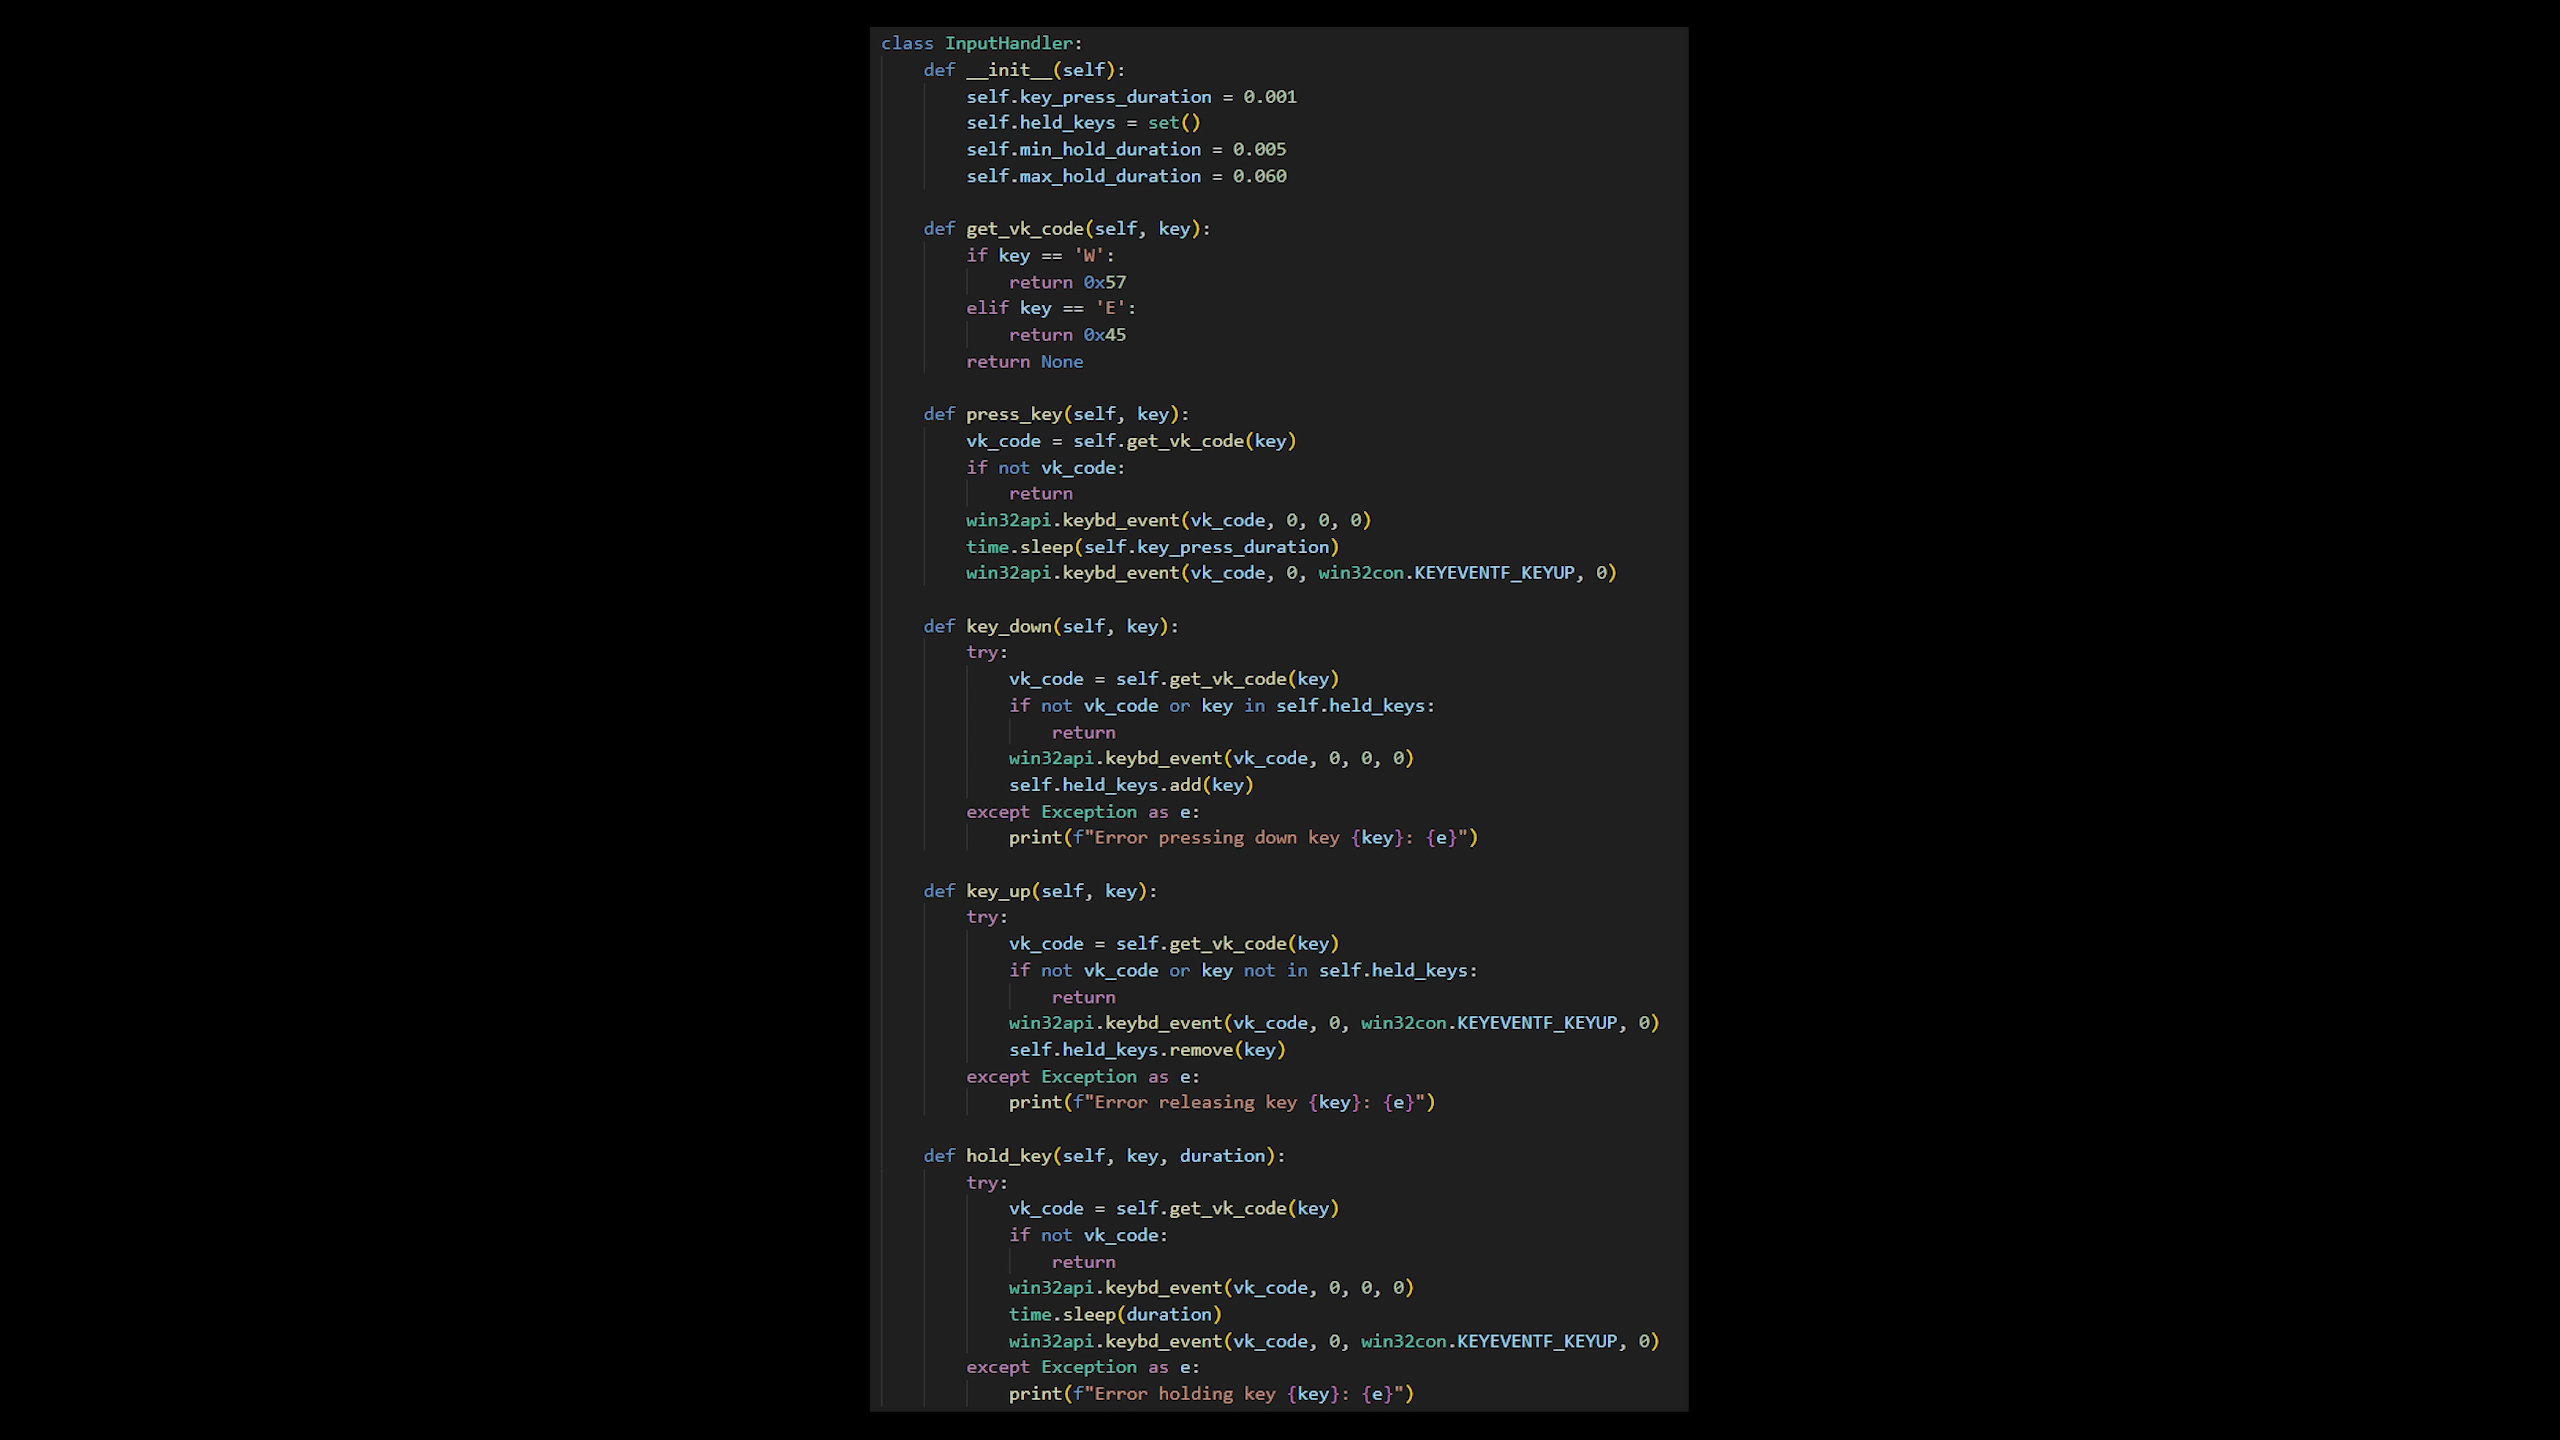 class InputHandler:
    def __init__(self):
        self.key_press_duration = 0.001
        self.held_keys = set()
        self.min_hold_duration = 0.005
        self.max_hold_duration = 0.060

    def get_vk_code(self, key):
        if key == 'W':
            return 0x57
        elif key == 'E':
            return 0x45
        return None

    def press_key(self, key):
        vk_code = self.get_vk_code(key)
        if not vk_code:
            return
        win32api.keybd_event(vk_code, 0, 0, 0)
        time.sleep(self.key_press_duration)
        win32api.keybd_event(vk_code, 0, win32con.KEYEVENTF_KEYUP, 0)

    def key_down(self, key):
        try:
            vk_code = self.get_vk_code(key)
            if not vk_code or key in self.held_keys:
                return
            win32api.keybd_event(vk_code, 0, 0, 0)
            self.held_keys.add(key)
        except Exception as e:
            print(f"Error pressing down key {key}: {e}")

    def key_up(self, key):
        try:
            vk_code = self.get_vk_code(key)
            if not vk_code or key not in self.held_keys:
                return
            win32api.keybd_event(vk_code, 0, win32con.KEYEVENTF_KEYUP, 0)
            self.held_keys.remove(key)
        except Exception as e:
            print(f"Error releasing key {key}: {e}")

    def hold_key(self, key, duration):
        try:
            vk_code = self.get_vk_code(key)
            if not vk_code:
                return
            win32api.keybd_event(vk_code, 0, 0, 0)
            time.sleep(duration)
            win32api.keybd_event(vk_code, 0, win32con.KEYEVENTF_KEYUP, 0)
        except Exception as e:
            print(f"Error holding key {key}: {e}")